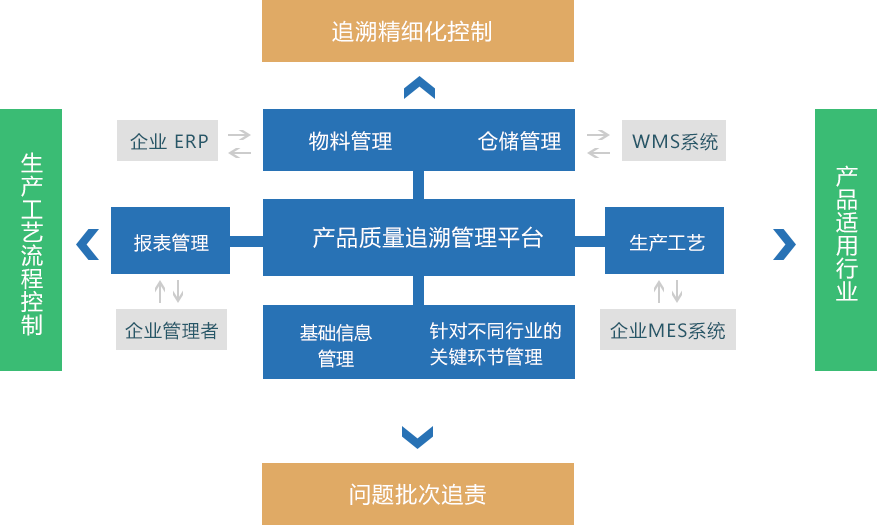 追溯精细化控制
企业 ERP
物料管理
仓储管理
WMS系统
生产工艺流程控制
产品适用行业
报表管理
产品质量追溯管理平台
生产工艺
企业管理者
基础信息
管理
针对不同行业的
关键环节管理
企业MES系统
问题批次追责